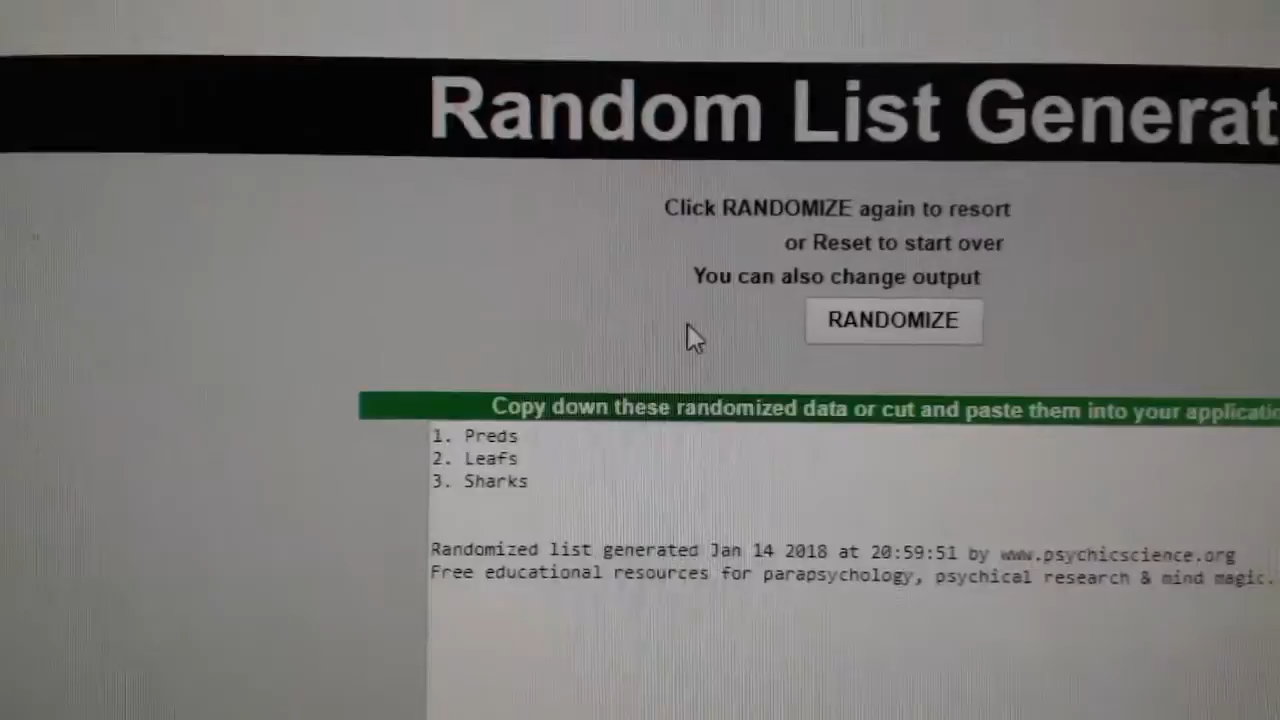 Random List Generat
Click RANDOMIZE again to resort
or Reset to start over
You can also change output
RANDOMIZE
Copy down these randomized data or cut and paste them into your applicatio
1. Preds
2. Leafs
3. Sharks
Randomized list generated Jan 14 2018 at 20:59:51 by www.psychicscience.org
Free educational resources for parapsychology, psychical research & mind magic.